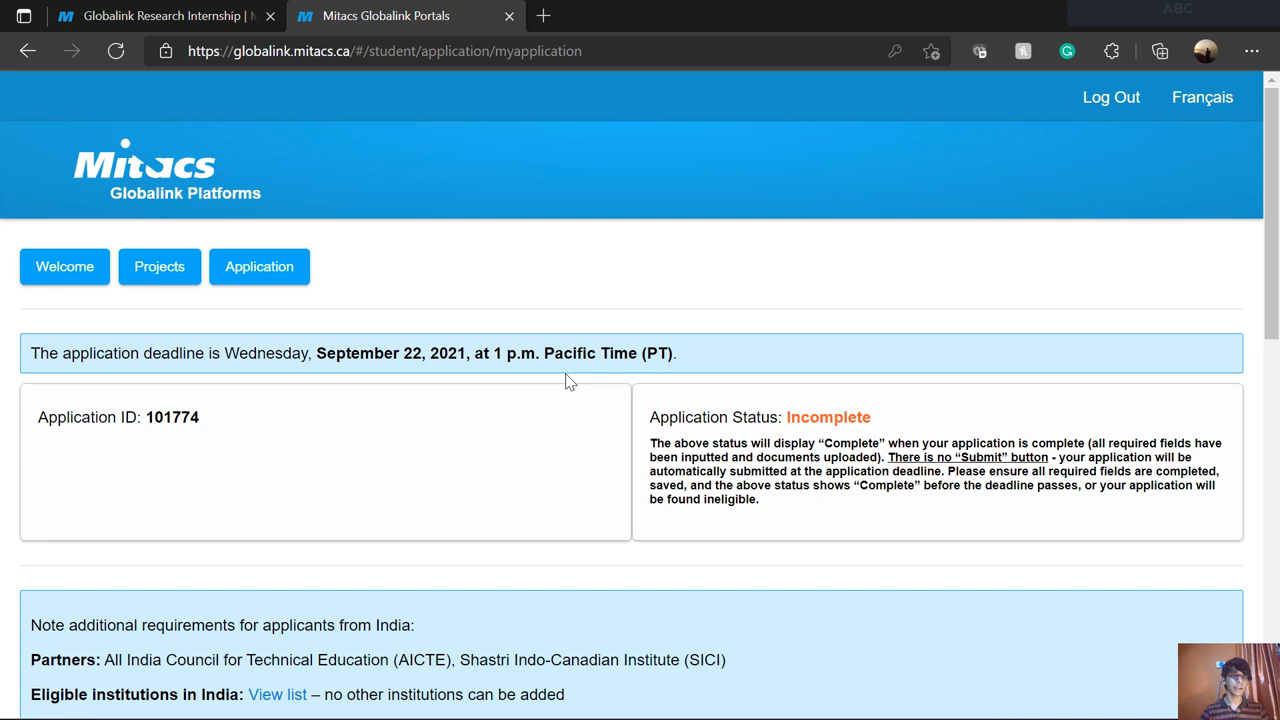 ABC
Globalink Research Internship | M
Mitacs Globalink Portals
https://globalink.mitacs.ca/#/student/application/myapplication
Log Out Français
Mitacs
Globalink Platforms
Welcome Projects Application
The application deadline is Wednesday, September 22, 2021, at 1 p.m. Pacific Time (PT).
Application ID: 101774
Application Status: Incomplete
The above status will display “Complete” when your application is complete (all required fields have
been inputted and documents uploaded). There is no “Submit” button - your application will be
automatically submitted at the application deadline. Please ensure all required fields are completed,
saved, and the above status shows “Complete” before the deadline passes, or your application will
be found ineligible.
Note additional requirements for applicants from India:
Partners: All India Council for Technical Education (AICTE), Shastri Indo-Canadian Institute (SICI)
Eligible institutions in India: View list – no other institutions can be added